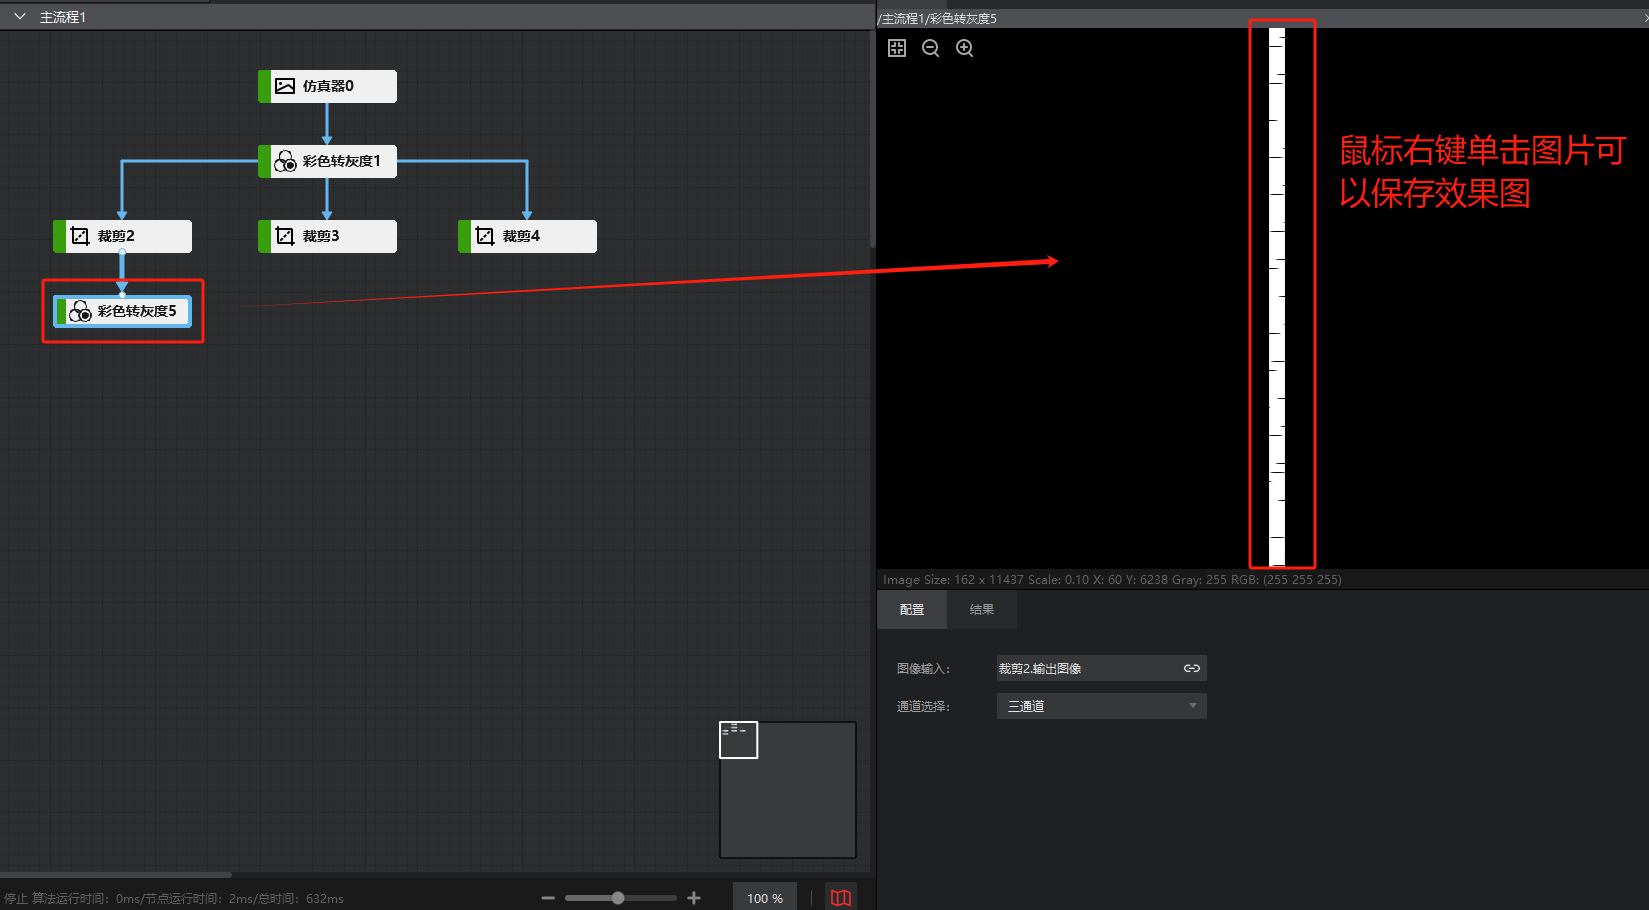 主流程1
仿真器0
彩色转灰度1
裁剪2
裁剪3
裁剪4
彩色转灰度5
停止 算法运行时间：0ms/节点运行时间：2ms/总时间：632ms
100 %
/主流程1/彩色转灰度5
鼠标右键单击图片可
以保存效果图
Image Size: 162 x 11437 Scale: 0.10 X: 60 Y: 6238 Gray: 255 RGB: (255 255 255)
配置
结果
图像输入：
裁剪2.输出图像
通道选择：
三通道